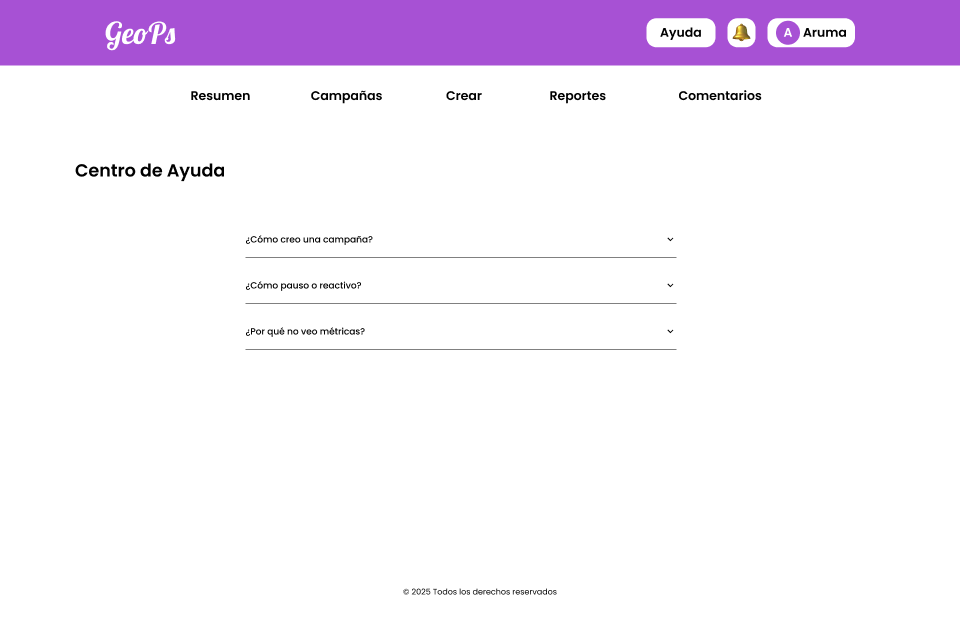 GeoPs
Ayuda
A Aruma
Resumen Campañas Crear Reportes Comentarios
Centro de Ayuda
¿Cómo creo una campaña?
¿Cómo pauso o reactivo?
¿Por qué no veo métricas?
© 2025 Todos los derechos reservados